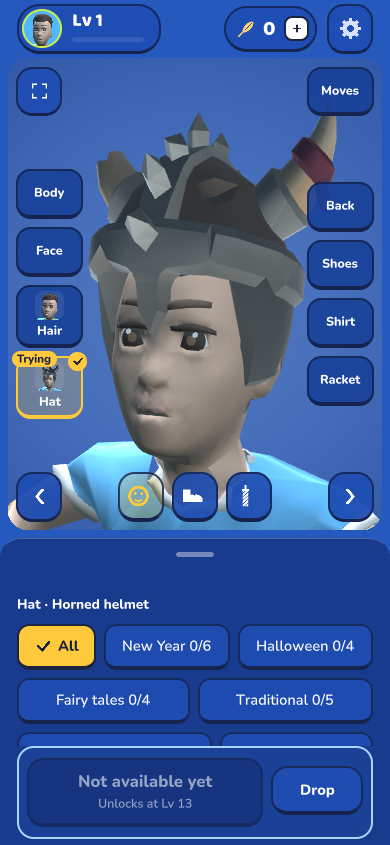 Lv 1
0
+
Moves
Body
Back
Face
Shoes
Hair
Shirt
Trying
Hat
Racket
Hat · Horned helmet
All
New Year 0/6
Halloween 0/4
Fairy tales 0/4
Traditional 0/5
Not available yet
Unlocks at Lv 13
Drop